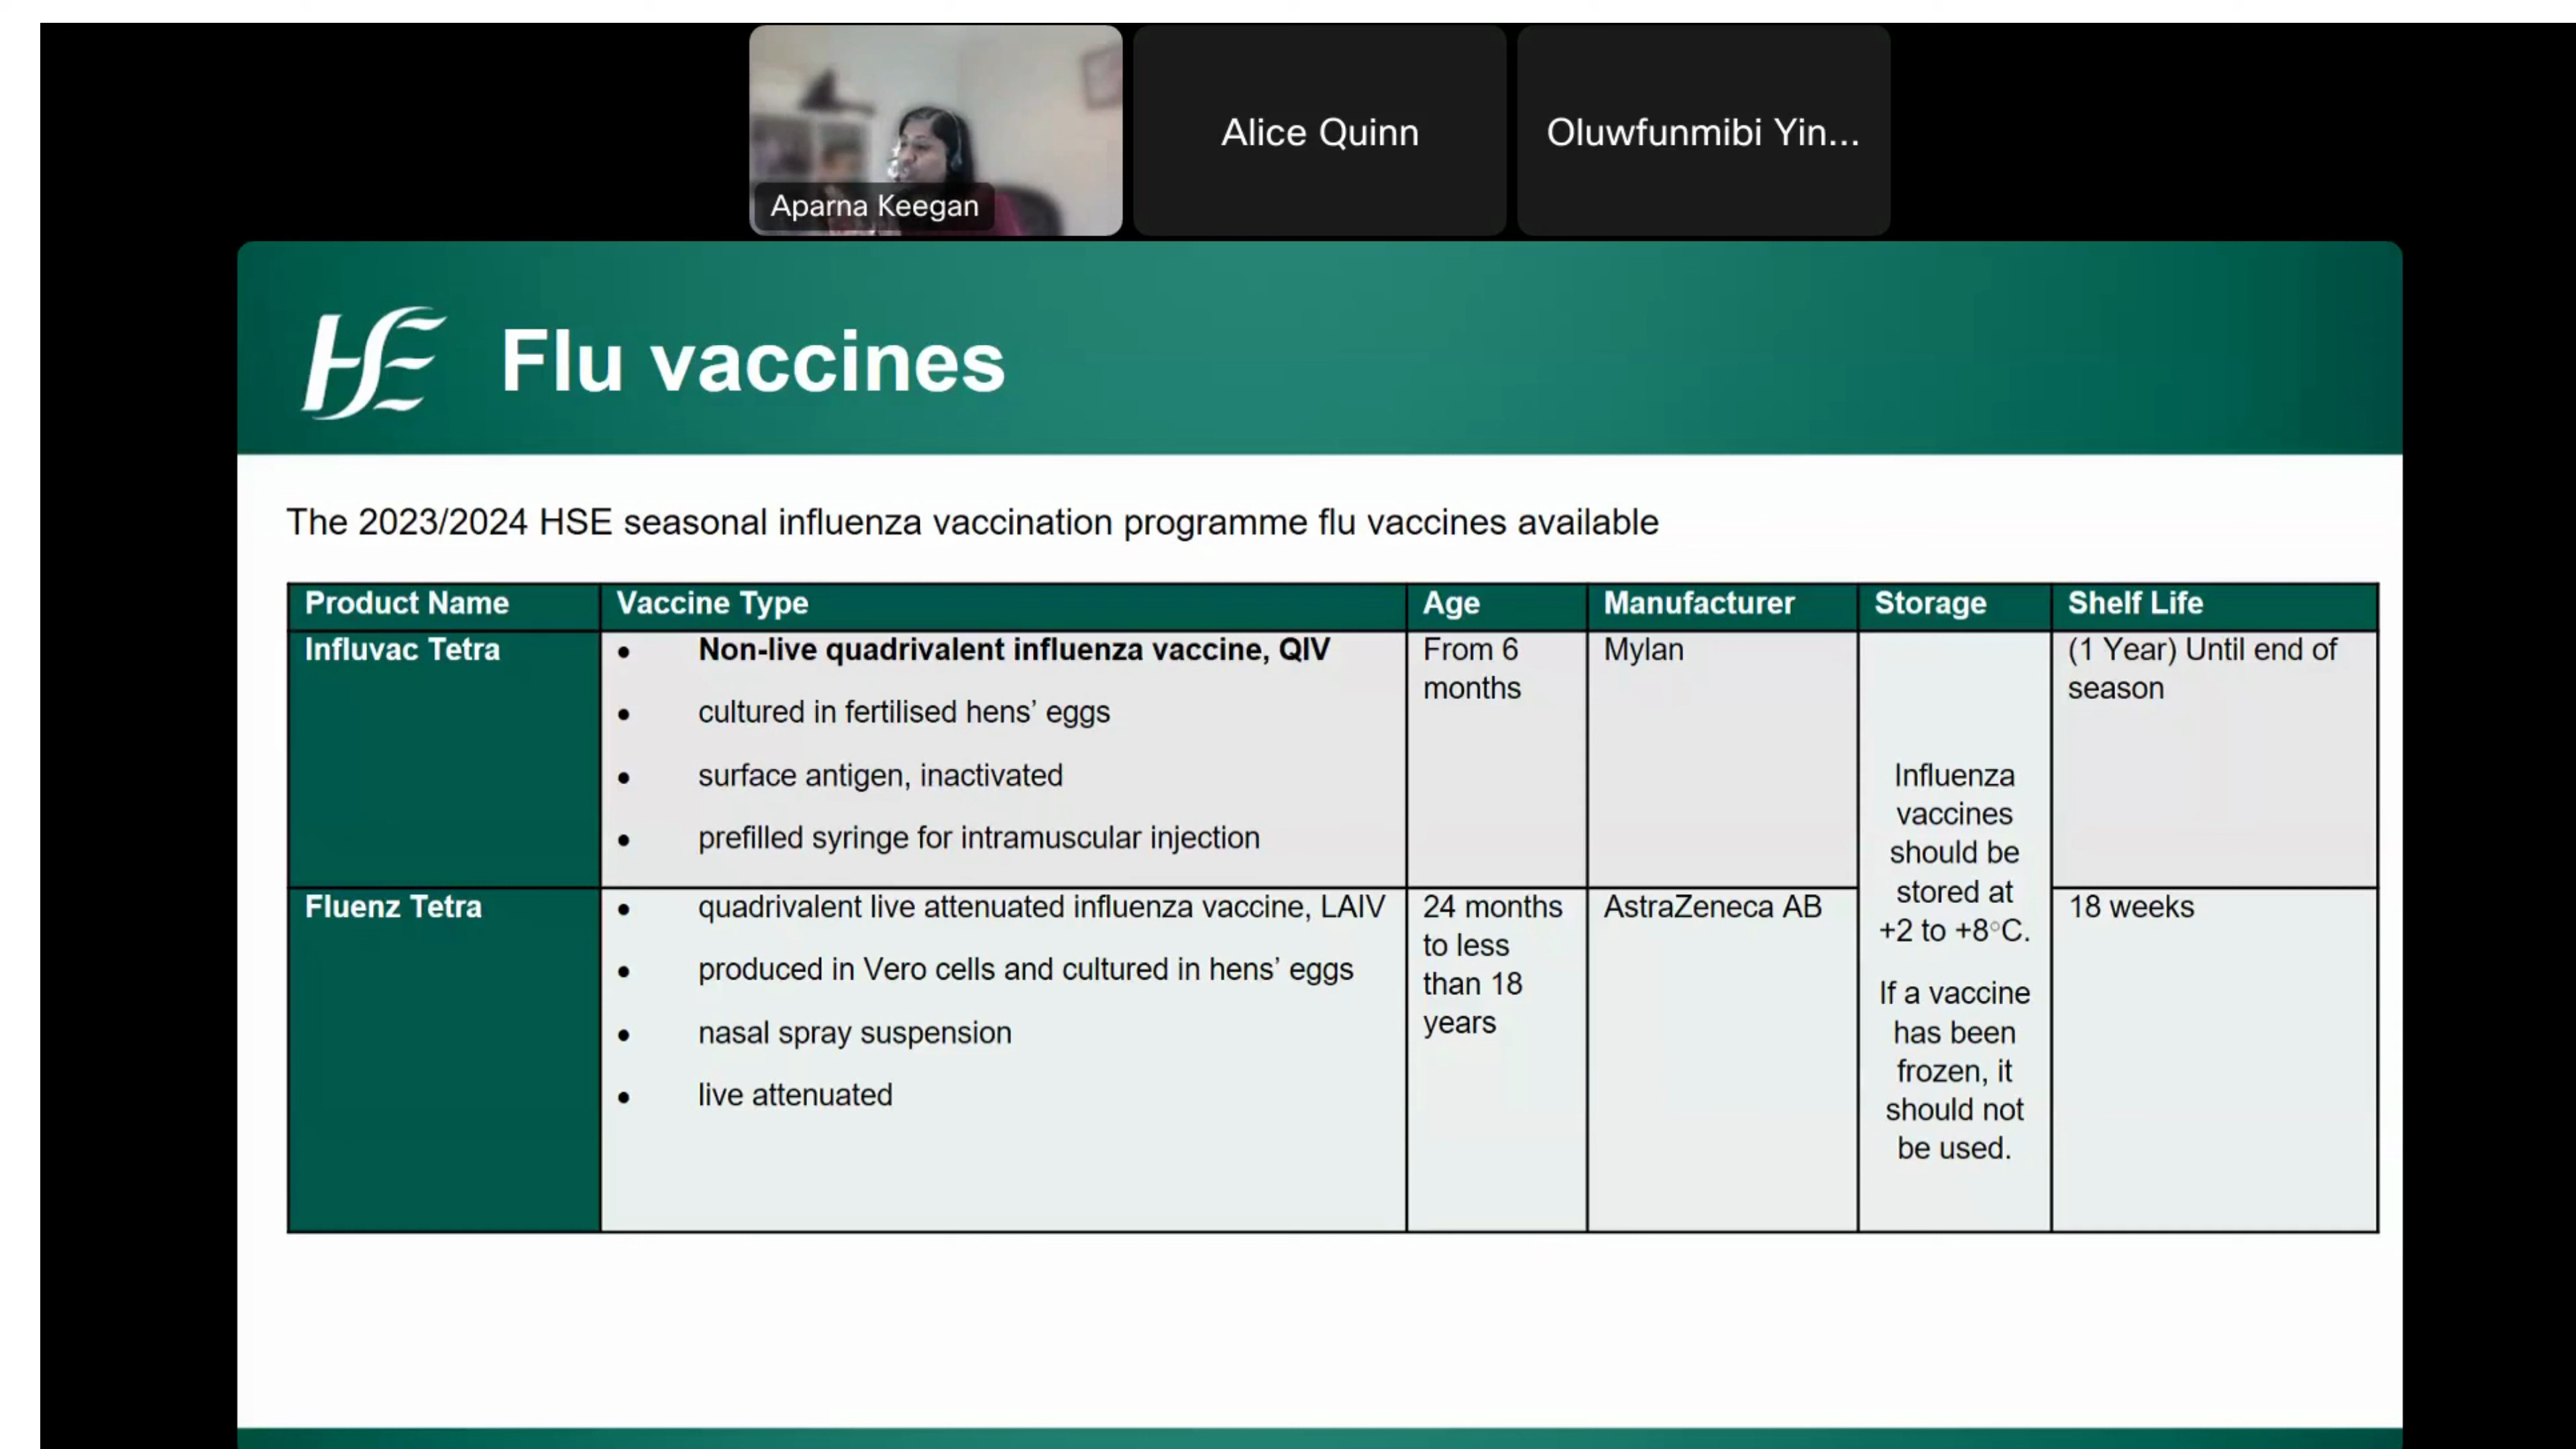 Aparna Keegan
Alice Quinn
Oluwfunmibi Yin...
HSE
Flu vaccines
The 2023/2024 HSE seasonal influenza vaccination programme flu vaccines available
Product Name
Vaccine Type
Age
Manufacturer
Storage
Shelf Life
Influvac Tetra
• Non-live quadrivalent influenza vaccine, QIV
• cultured in fertilised hens’ eggs
• surface antigen, inactivated
• prefilled syringe for intramuscular injection
From 6
months
Mylan
Influenza
vaccines
should be
stored at
+2 to +8°C.
If a vaccine
has been
frozen, it
should not
be used.
(1 Year) Until end of
season
Fluenz Tetra
• quadrivalent live attenuated influenza vaccine, LAIV
• produced in Vero cells and cultured in hens’ eggs
• nasal spray suspension
• live attenuated
24 months
to less
than 18
years
AstraZeneca AB
18 weeks